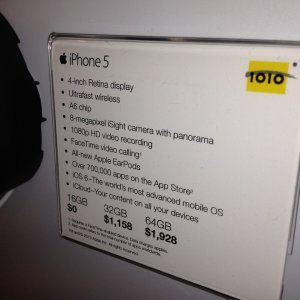 iPhone 5
1010
• 4-inch Retina display
• Ultrafast wireless
• A6 chip
• 8-megapixel iSight camera with panorama
• 1080p HD video recording
• FaceTime video calling¹
• All-new Apple EarPods
• Over 700,000 apps on the App Store²
• iOS 6–The world's most advanced mobile OS
• iCloud–Your content on all your devices
16GB 32GB 64GB
$0 $1,158 $1,928